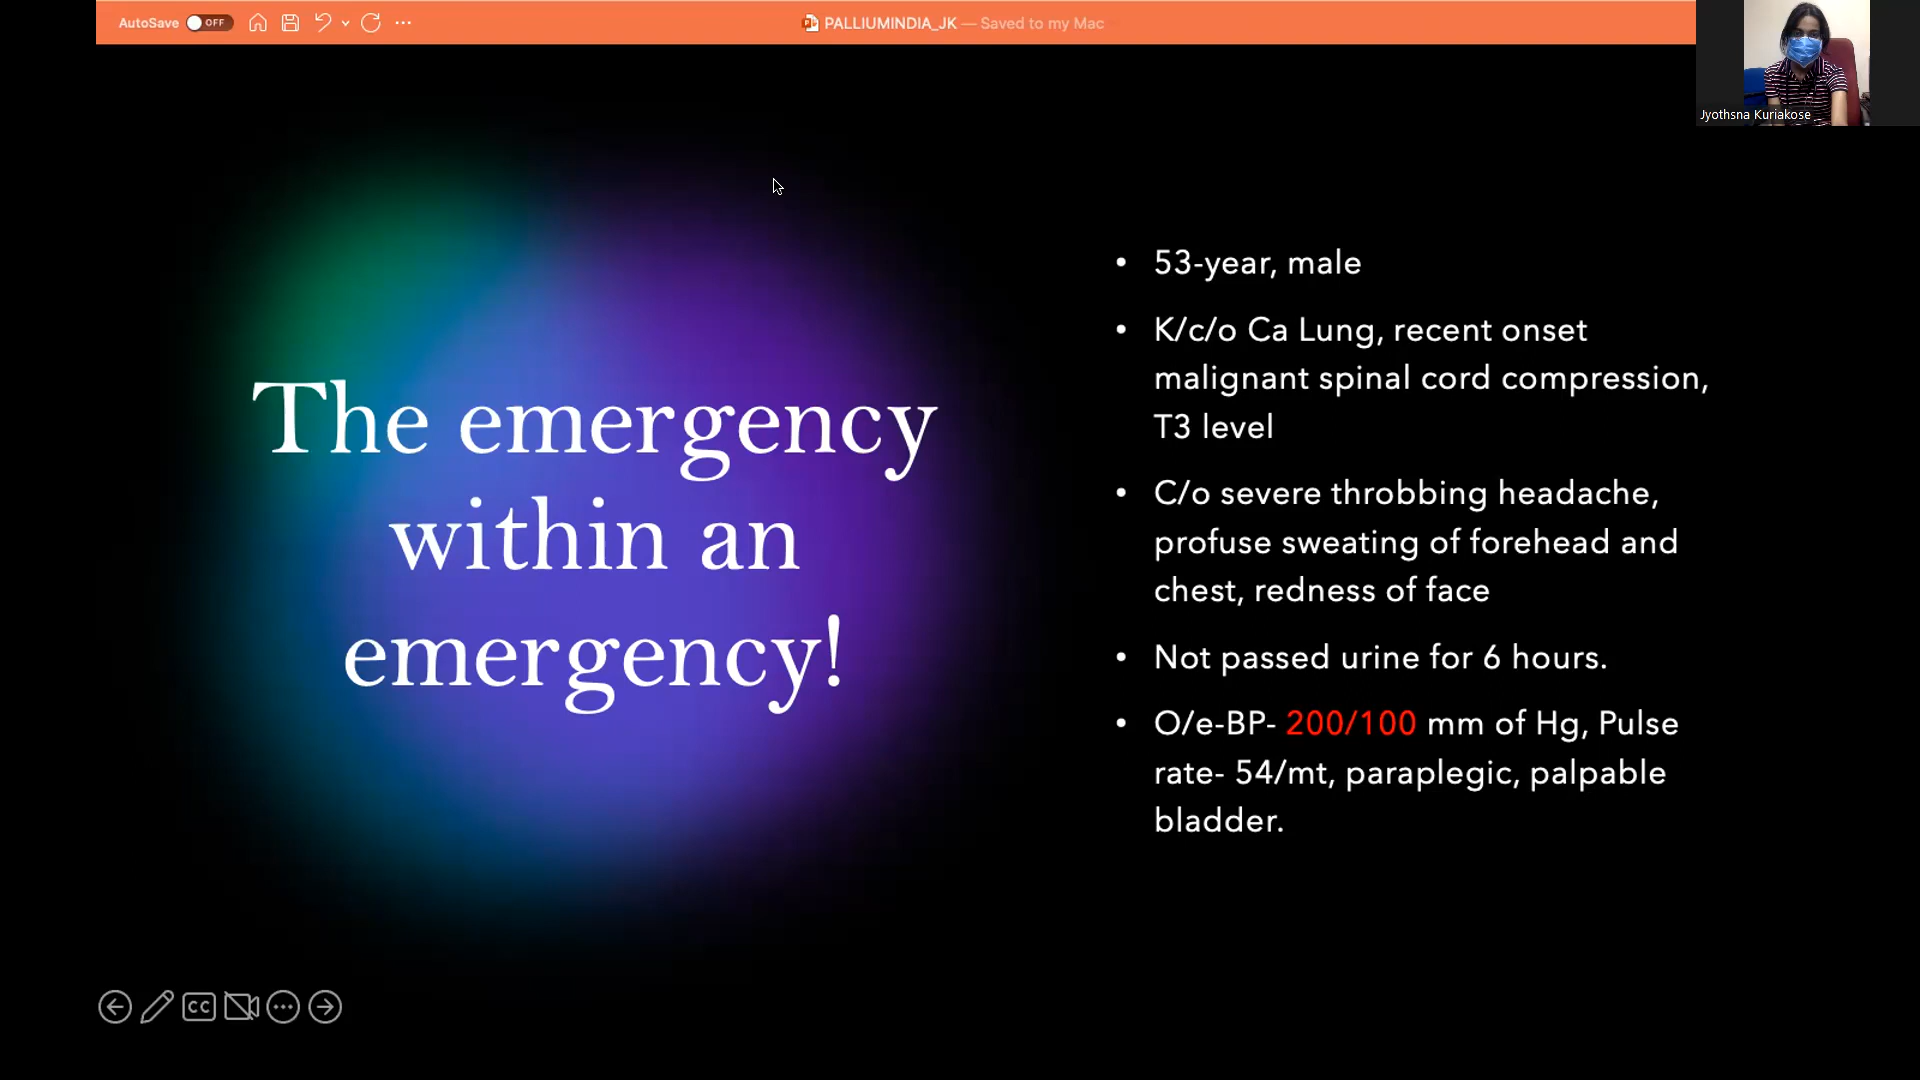 AutoSave OFF
PALLIUMINDIA_JK — Saved to my Mac
Jyothsna Kuriakose
The emergency
within an
emergency!
• 53-year, male
• K/c/o Ca Lung, recent onset
malignant spinal cord compression,
T3 level
• C/o severe throbbing headache,
profuse sweating of forehead and
chest, redness of face
• Not passed urine for 6 hours.
• O/e-BP- 200/100 mm of Hg, Pulse
rate- 54/mt, paraplegic, palpable
bladder.
CC